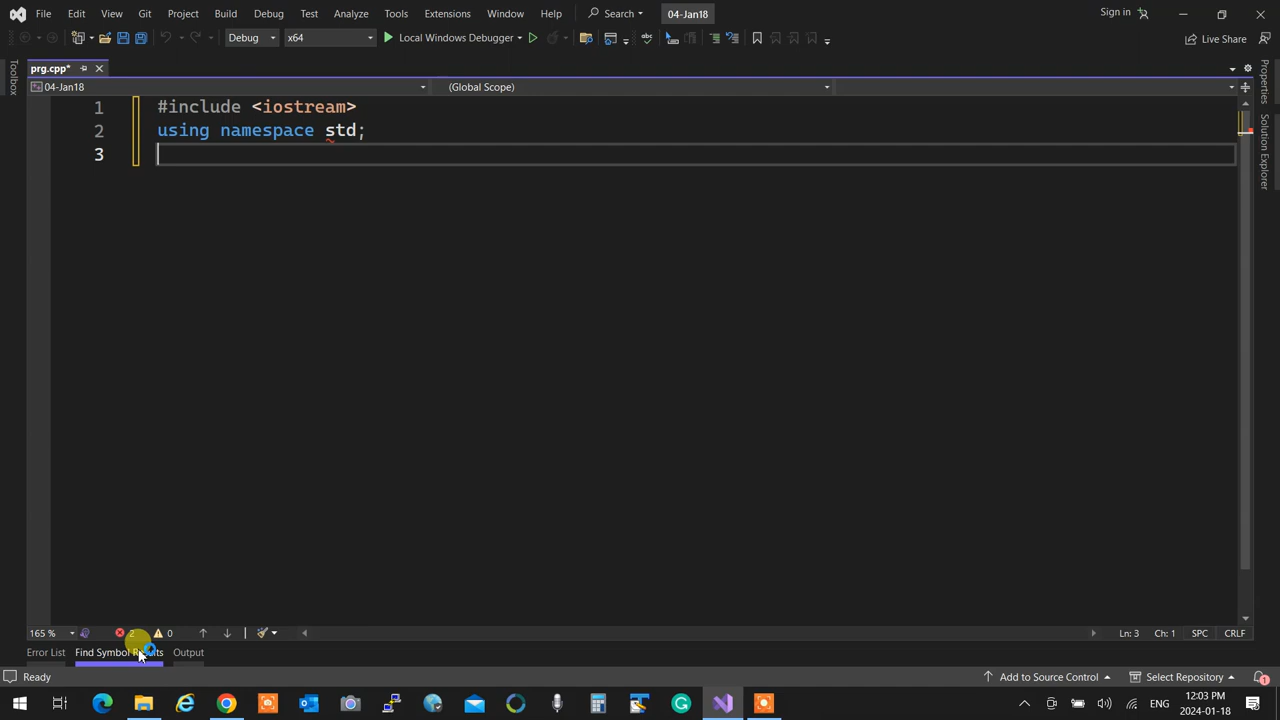 File Edit View Git Project Build Debug Test Analyze Tools Extensions Window Help Search 04-Jan18 Sign in
Debug x64 Local Windows Debugger Live Share
prg.cpp*
04-Jan18 (Global Scope)
Toolbox
Properties
Solution Explorer
1 #include <iostream>
2 using namespace std;
3
165 % 2 0 Ln: 3 Ch: 1 SPC CRLF
Error List Find Symbol Results Output
Ready Add to Source Control Select Repository 1
ENG 12:03 PM
2024-01-18